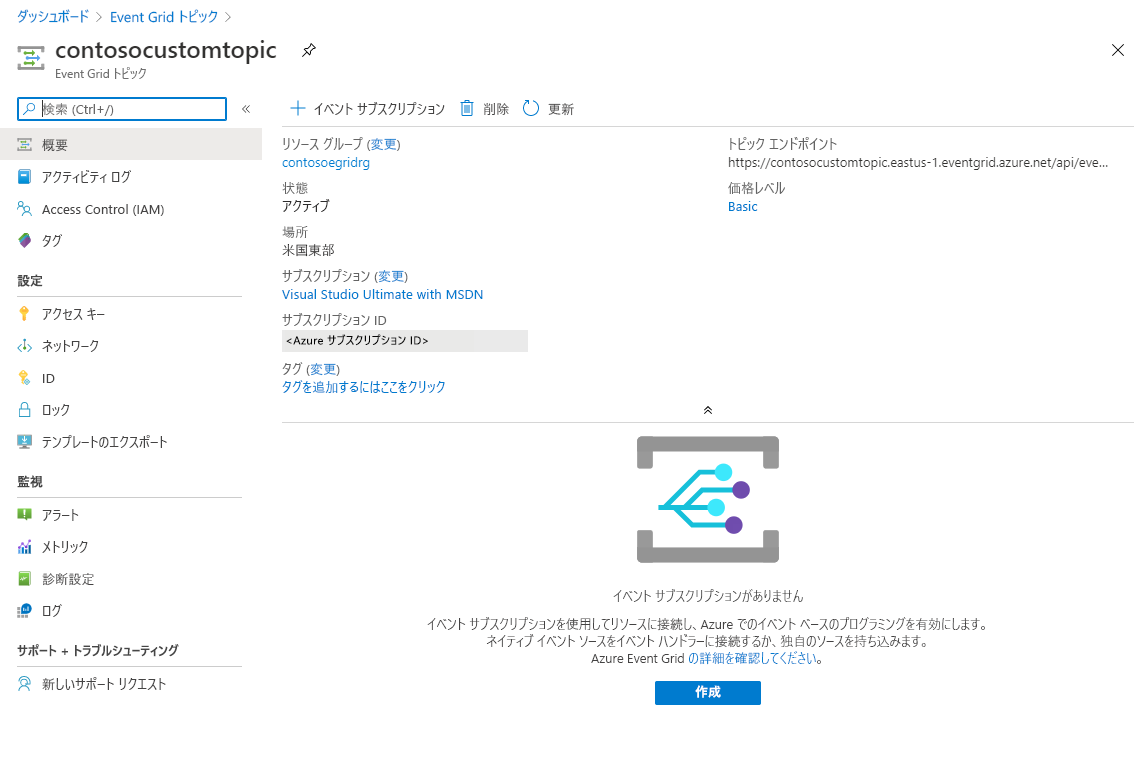 ダッシュボード > Event Grid トピック >
contosocustomtopic
Event Grid トピック
検索 (Ctrl+/)
«
概要
アクティビティ ログ
Access Control (IAM)
タグ
設定
アクセス キー
ネットワーク
ID
ロック
テンプレートのエクスポート
監視
アラート
メトリック
診断設定
ログ
サポート + トラブルシューティング
新しいサポート リクエスト
イベント サブスクリプション 削除 更新
リソース グループ (変更)
contosoegridrg
状態
アクティブ
場所
米国東部
サブスクリプション (変更)
Visual Studio Ultimate with MSDN
サブスクリプション ID
<Azure サブスクリプション ID>
タグ (変更)
タグを追加するにはここをクリック
トピック エンドポイント
https://contosocustomtopic.eastus-1.eventgrid.azure.net/api/eve...
価格レベル
Basic
イベント サブスクリプションがありません
イベント サブスクリプションを使用してリソースに接続し、Azure でのイベント ベースのプログラミングを有効にします。
ネイティブ イベント ソースをイベント ハンドラーに接続するか、独自のソースを持ち込みます。
Azure Event Grid の詳細を確認してください。
作成